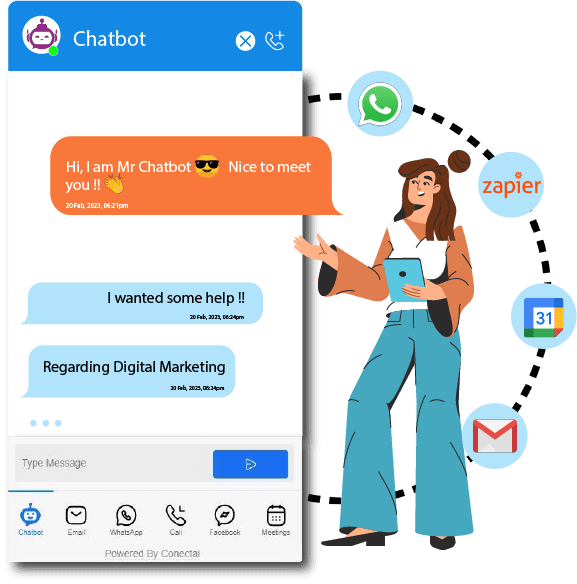 Chatbot
Hi, I am Mr Chatbot 😎 Nice to meet
you !! 👏
20 Feb, 2023, 06:21pm
zapier
I wanted some help !!
20 Feb, 2023, 06:24pm
31
Regarding Digital Marketing
20 Feb, 2023, 06:24pm
Type Message
Chatbot Email WhatsApp Call Facebook Meetings
Powered By Conectai